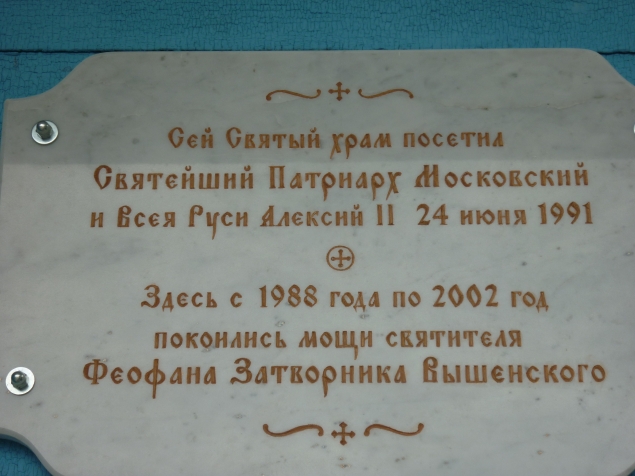 Сей Святый храм посетил
Святейший Патриарх Московский
и Всея Руси Алексий II 24 июня 1991
Здесь с 1988 года по 2002 год
покоились мощи святителя
Феофана Затворника Вышенского